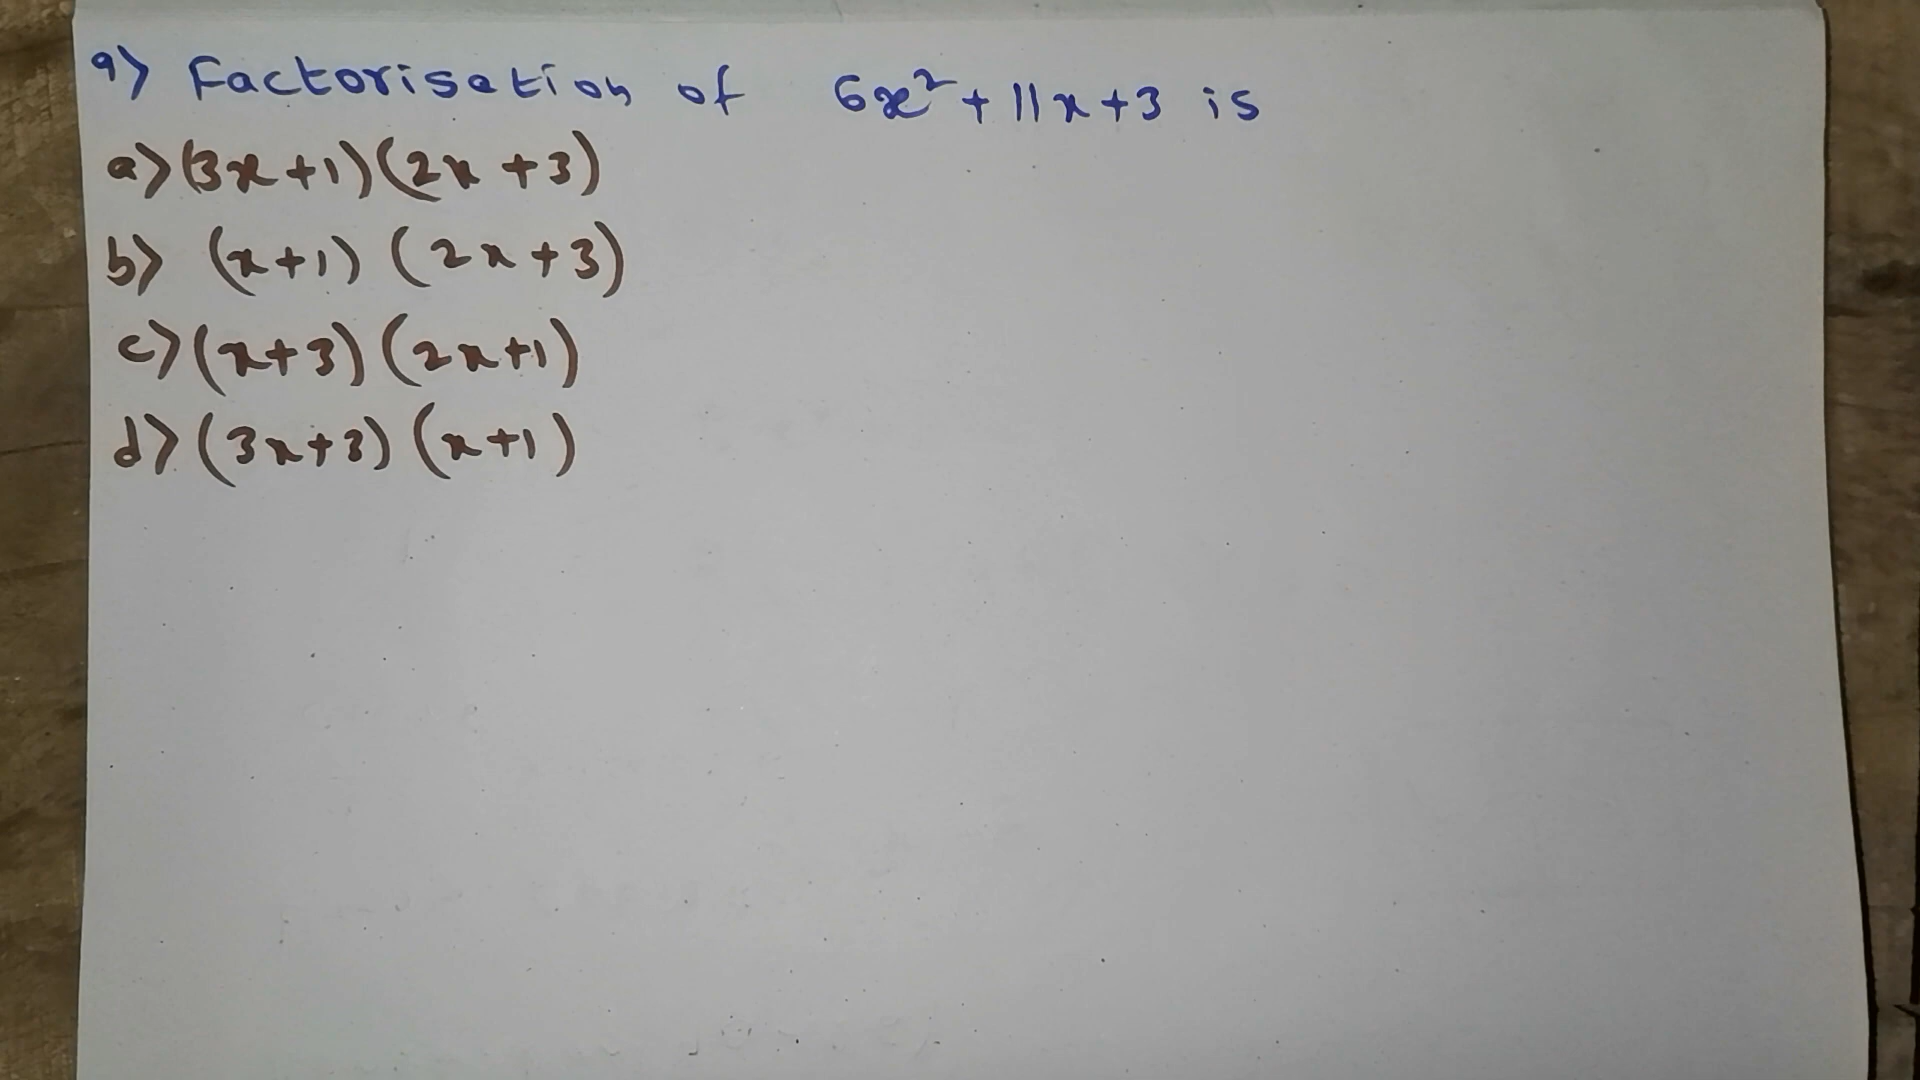 9) Factorisation of 6x² + 11x + 3 is
a) (3x + 1) (2x + 3)
b) (x + 1) (2x + 3)
c) (x + 3) (2x + 1)
d) (3x + 3) (x + 1)